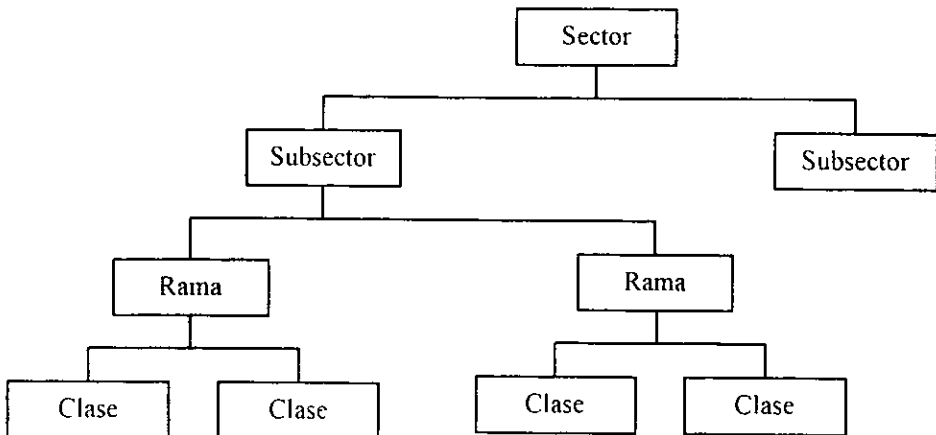 Sector
Subsector
Subsector
Rama
Rama
Clase
Clase
Clase
Clase